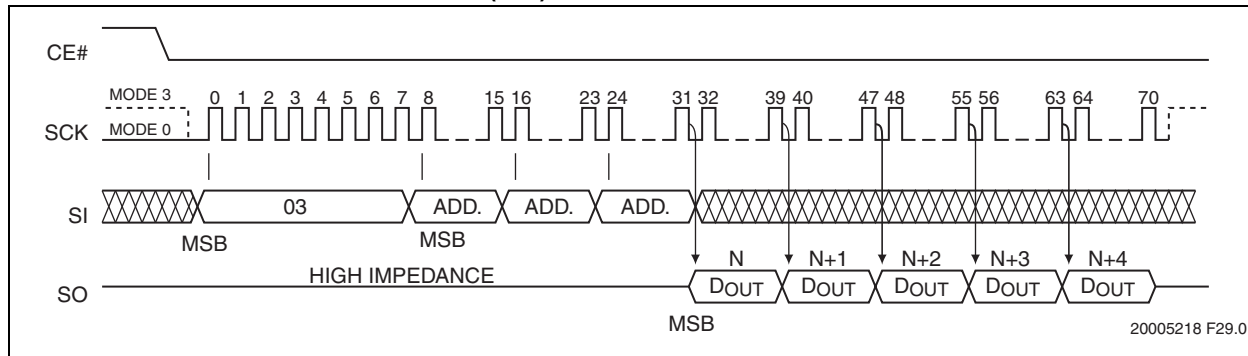 CE#
MODE 3
0 1 2 3 4 5 6 7 8 15 16 23 24 31 32 39 40 47 48 55 56 63 64 70
SCK
MODE 0
SI
03 ADD. ADD. ADD.
MSB MSB
HIGH IMPEDANCE
N N+1 N+2 N+3 N+4
SO
DOUT DOUT DOUT DOUT DOUT
MSB
20005218 F29.0